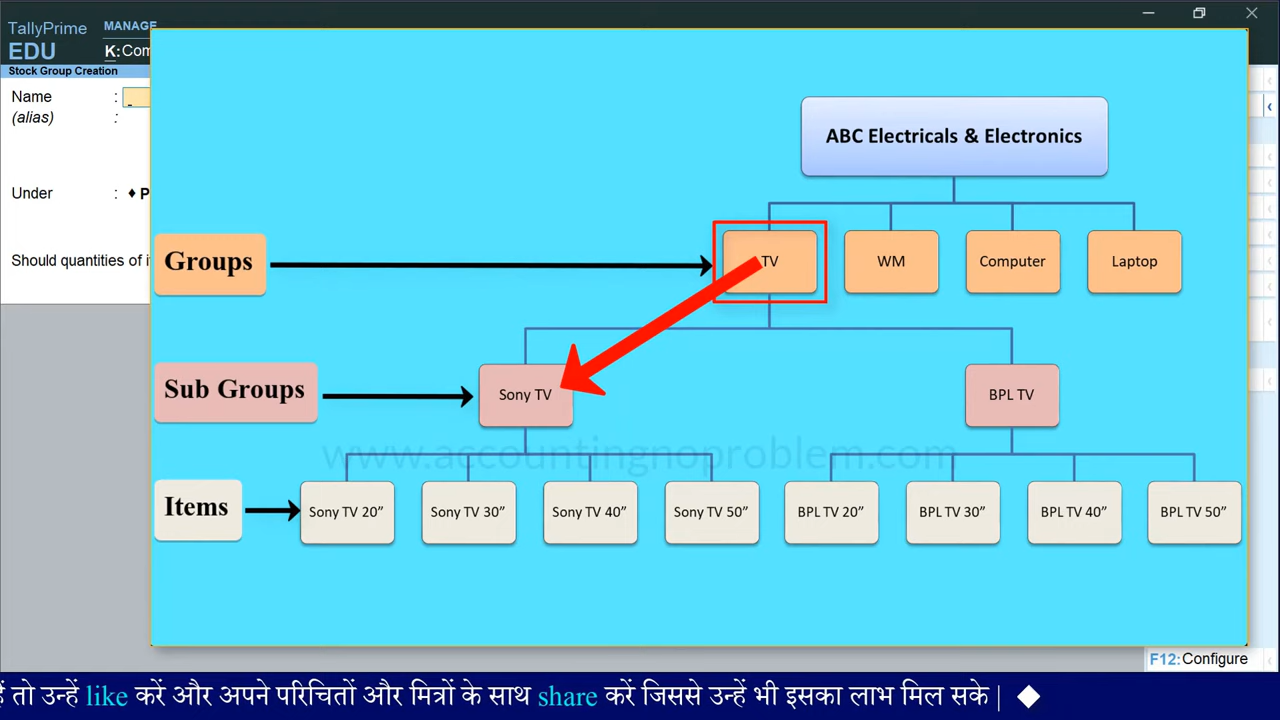 TallyPrime
MANAGE
EDU
K:Com
Stock Group Creation
Name :
(alias) :
Under : ♦ P
Should quantities of it
ABC Electricals & Electronics
Groups
TV
WM
Computer
Laptop
Sub Groups
Sony TV
BPL TV
www.accountingnoproblem.com
Items
Sony TV 20”
Sony TV 30”
Sony TV 40”
Sony TV 50”
BPL TV 20”
BPL TV 30”
BPL TV 40”
BPL TV 50”
F12:Configure
हैं तो उन्हें like करें और अपने परिचितों और मित्रों के साथ share करें जिससे उन्हें भी इसका लाभ मिल सके |